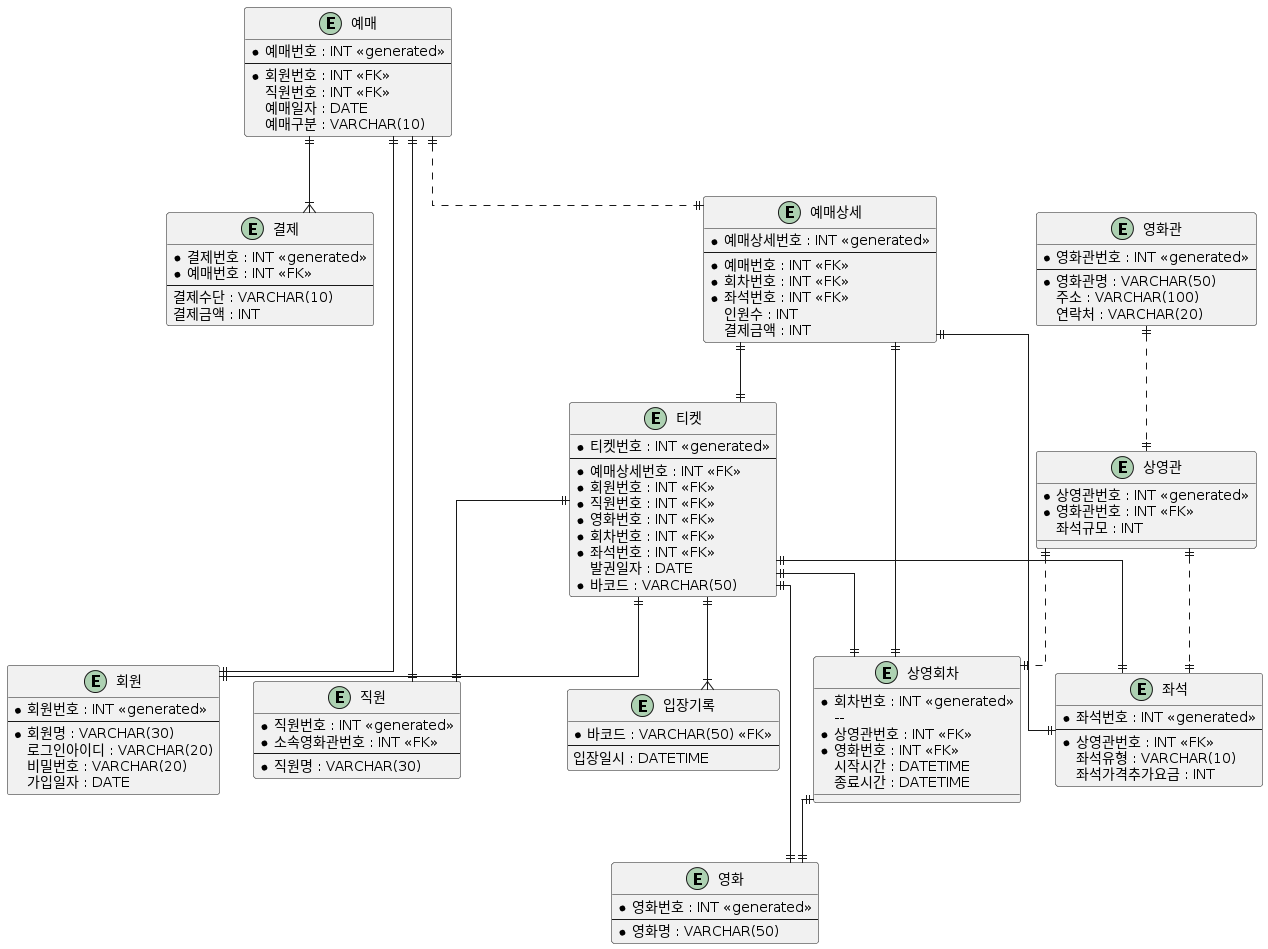 E 예매
예매번호 : INT «generated»
회원번호 : INT «FK»
직원번호 : INT «FK»
예매일자 : DATE
예매구분 : VARCHAR(10)
E 결제
결제번호 : INT «generated»
예매번호 : INT «FK»
결제수단 : VARCHAR(10)
결제금액 : INT
E 예매상세
예매상세번호 : INT «generated»
예매번호 : INT «FK»
회차번호 : INT «FK»
좌석번호 : INT «FK»
인원수 : INT
결제금액 : INT
E 영화관
영화관번호 : INT «generated»
영화관명 : VARCHAR(50)
주소 : VARCHAR(100)
연락처 : VARCHAR(20)
E 티켓
티켓번호 : INT «generated»
예매상세번호 : INT «FK»
회원번호 : INT «FK»
직원번호 : INT «FK»
영화번호 : INT «FK»
회차번호 : INT «FK»
좌석번호 : INT «FK»
발권일자 : DATE
바코드 : VARCHAR(50)
E 상영관
상영관번호 : INT «generated»
영화관번호 : INT «FK»
좌석규모 : INT
E 회원
회원번호 : INT «generated»
회원명 : VARCHAR(30)
로그인아이디 : VARCHAR(20)
비밀번호 : VARCHAR(20)
가입일자 : DATE
E 직원
직원번호 : INT «generated»
소속영화관번호 : INT «FK»
직원명 : VARCHAR(30)
E 입장기록
바코드 : VARCHAR(50) «FK»
입장일시 : DATETIME
E 상영회차
회차번호 : INT «generated»
--
상영관번호 : INT «FK»
영화번호 : INT «FK»
시작시간 : DATETIME
종료시간 : DATETIME
E 좌석
좌석번호 : INT «generated»
상영관번호 : INT «FK»
좌석유형 : VARCHAR(10)
좌석가격추가요금 : INT
E 영화
영화번호 : INT «generated»
영화명 : VARCHAR(50)